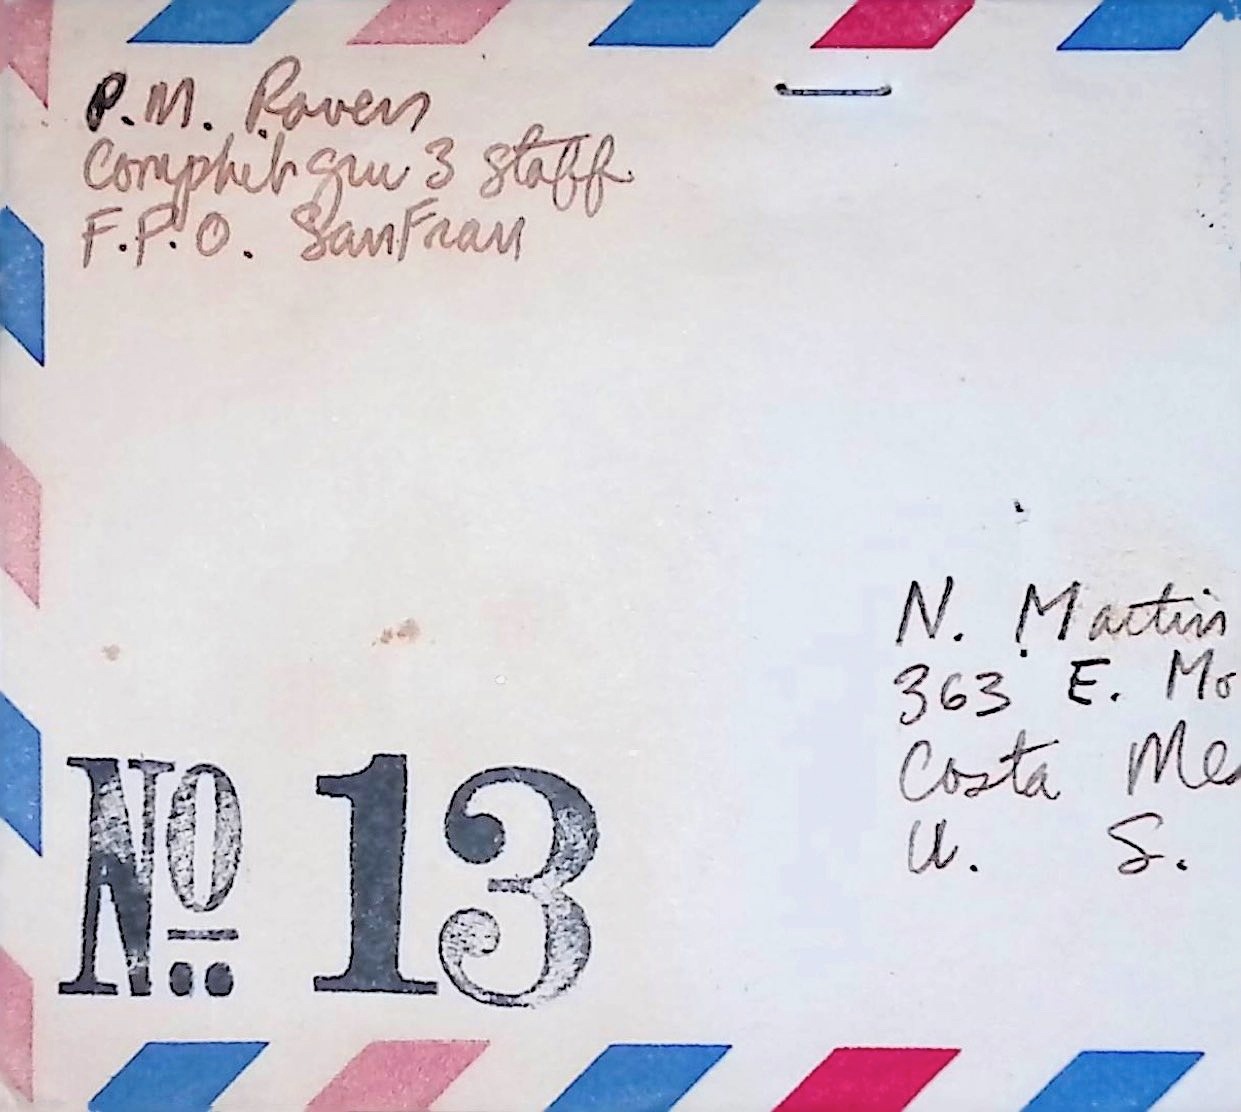 P.M. Raven
Comphibgru 3 Staff
F.P.O. SanFran
N. Martin
363 E. Mo
Costa Me
U. S.
No 13